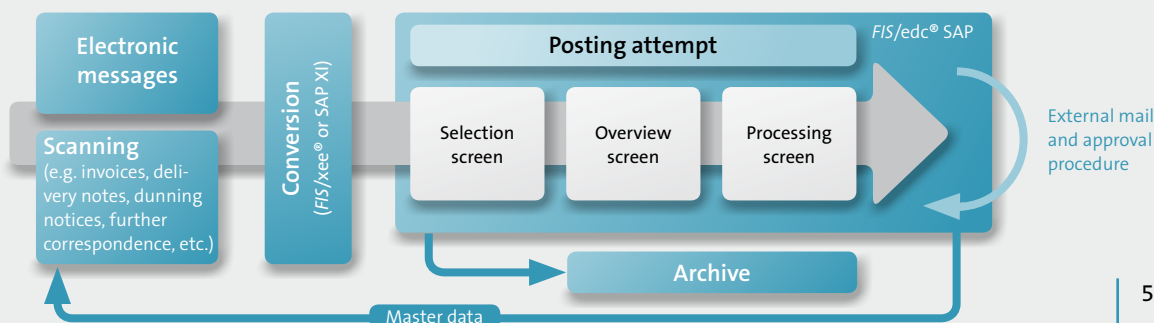 Electronic
messages
Scanning
(e.g. invoices, deli-
very notes, dunning
notices, further
correspondence, etc.)
Conversion
(FIS/xee® or SAP XI)
Posting attempt
FIS/edc® SAP
Selection
screen
Overview
screen
Processing
screen
External mail
and approval
procedure
Archive
Master data
5